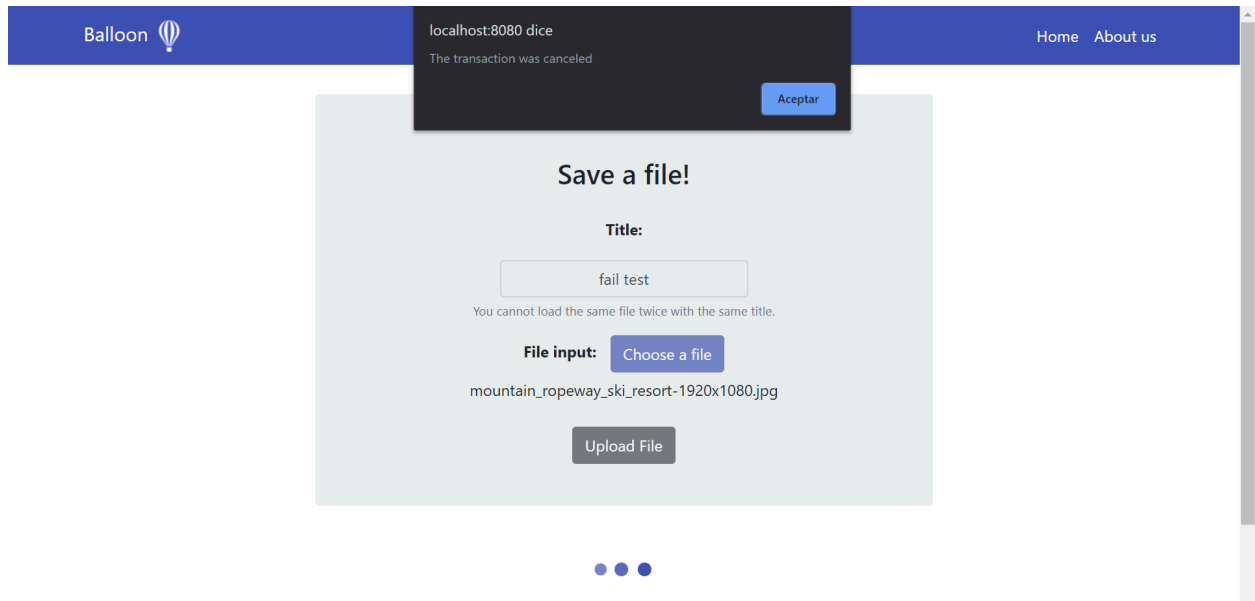 Balloon
localhost:8080 dice
The transaction was canceled
Aceptar
Home About us
Save a file!
Title:
fail test
You cannot load the same file twice with the same title.
File input: Choose a file
mountain_ropeway_ski_resort-1920x1080.jpg
Upload File